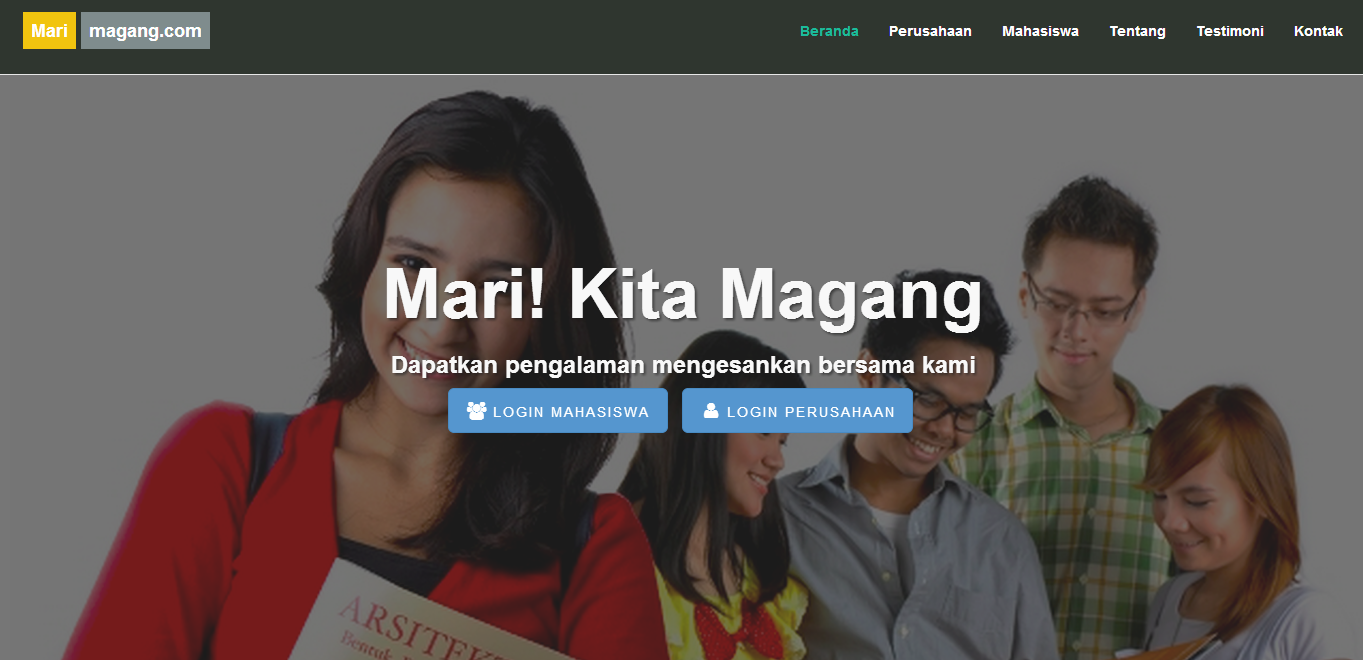 Mari magang.com
Beranda Perusahaan Mahasiswa Tentang Testimoni Kontak
Mari! Kita Magang
Dapatkan pengalaman mengesankan bersama kami
LOGIN MAHASISWA LOGIN PERUSAHAAN
Bentuk